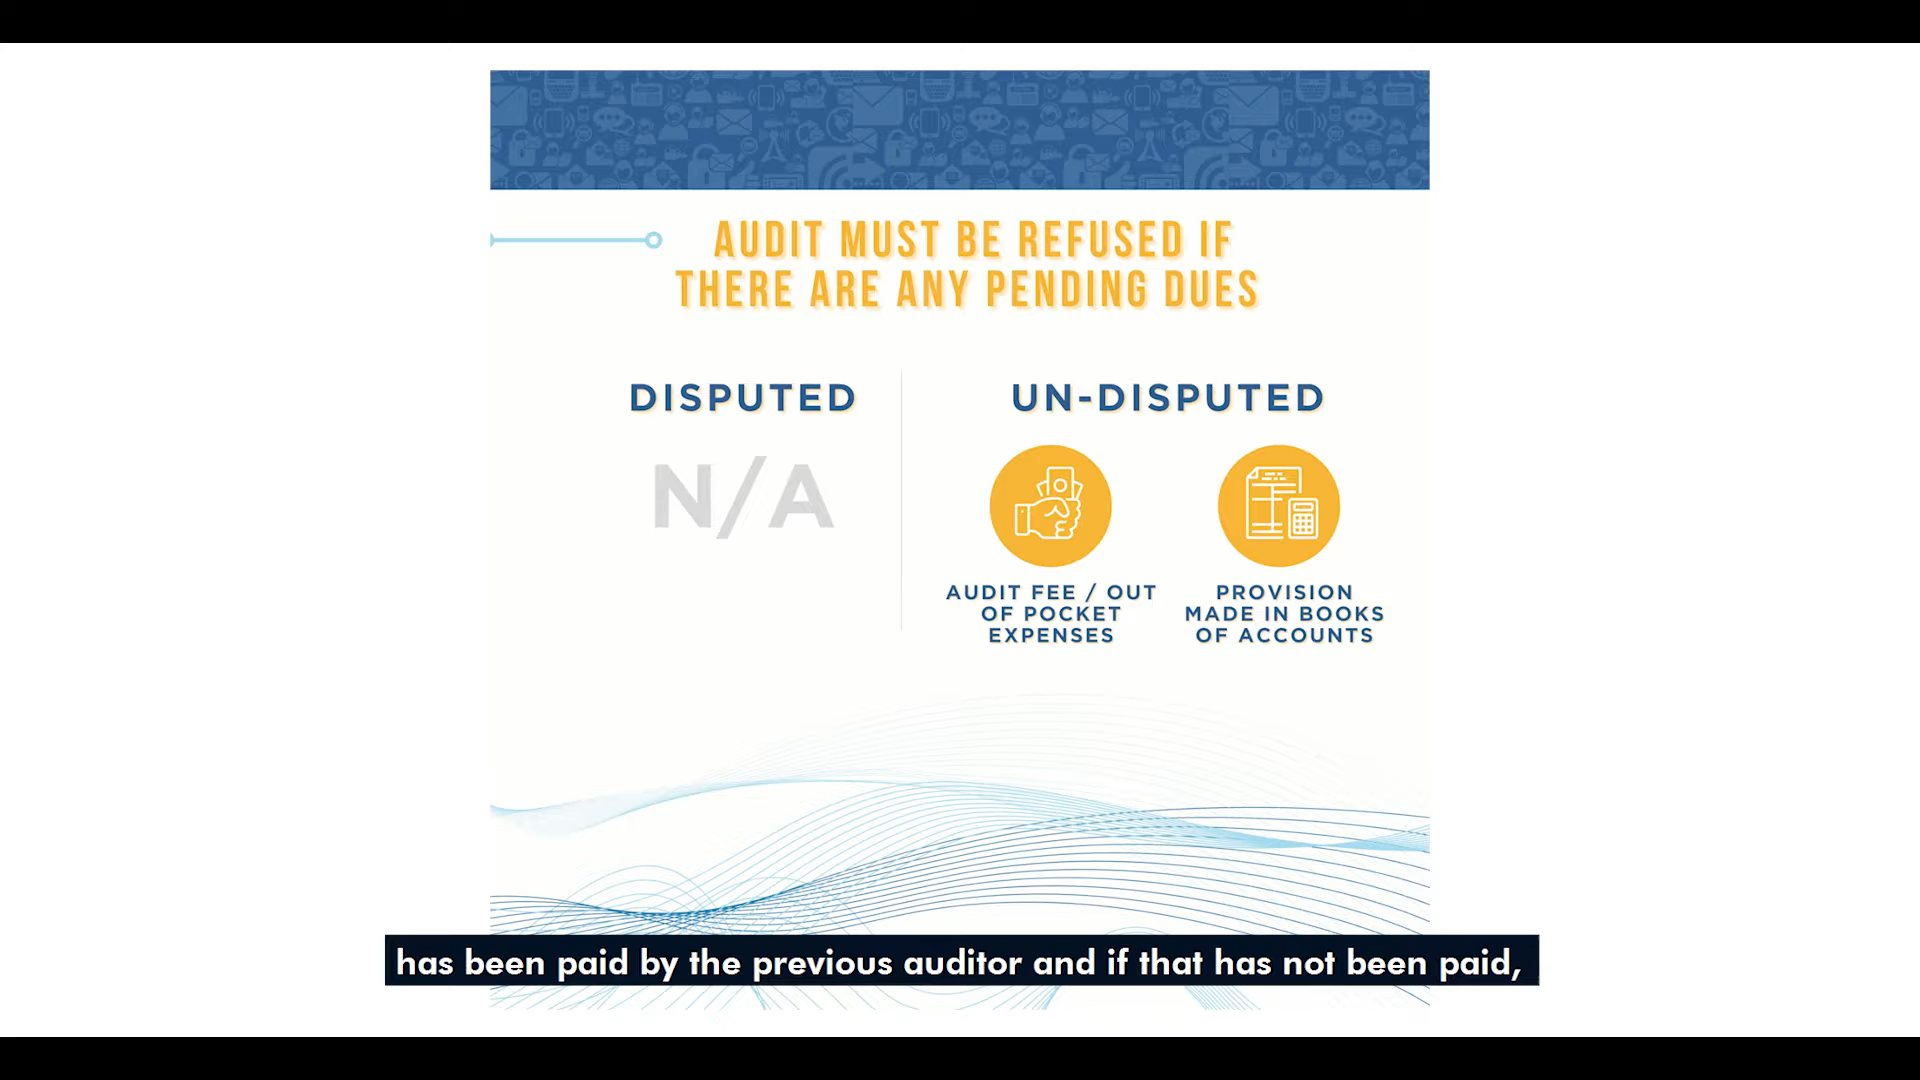 AUDIT MUST BE REFUSED IF
THERE ARE ANY PENDING DUES
DISPUTED
N/A
UN-DISPUTED
AUDIT FEE / OUT
OF POCKET
EXPENSES
PROVISION
MADE IN BOOKS
OF ACCOUNTS
has been paid by the previous auditor and if that has not been paid,